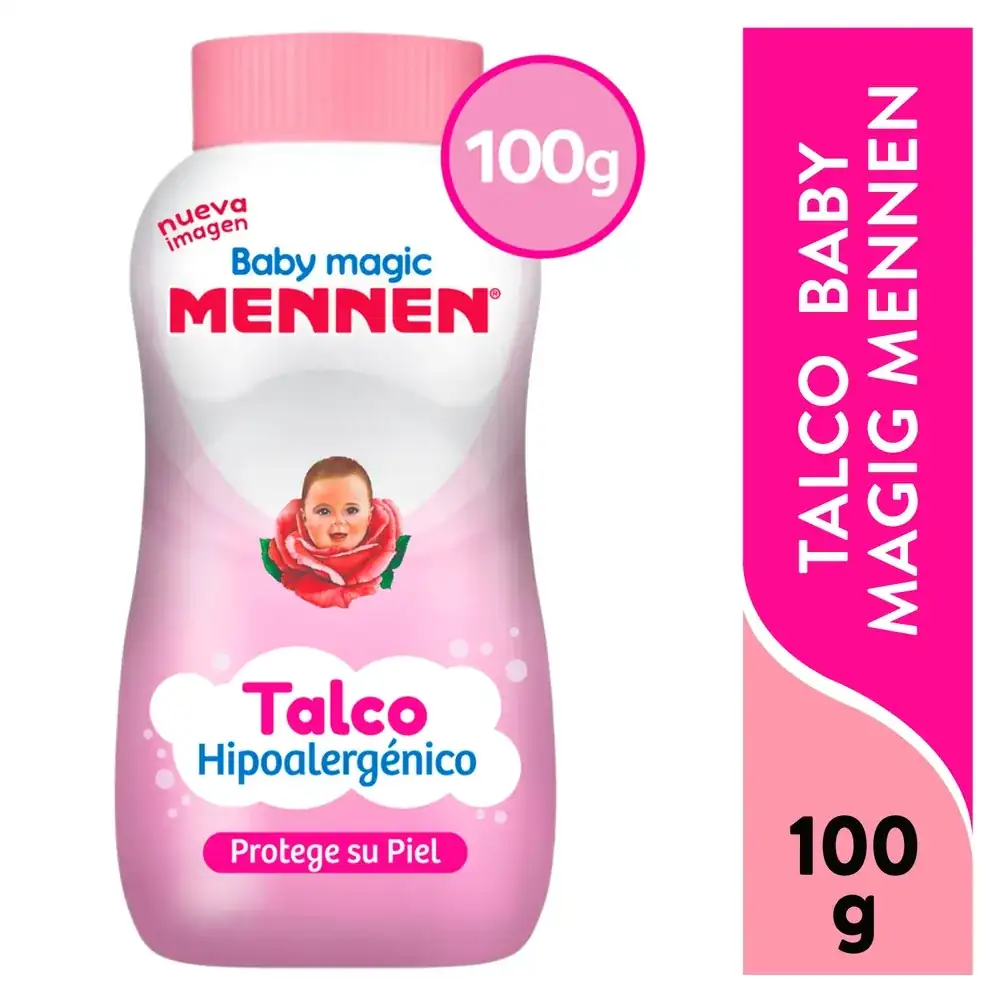 100g
nueva
imagen
Baby magic
MENNEN®
Talco
Hipoalergénico
Protege su Piel
TALCO BABY
MAGIG MENNEN
100
g